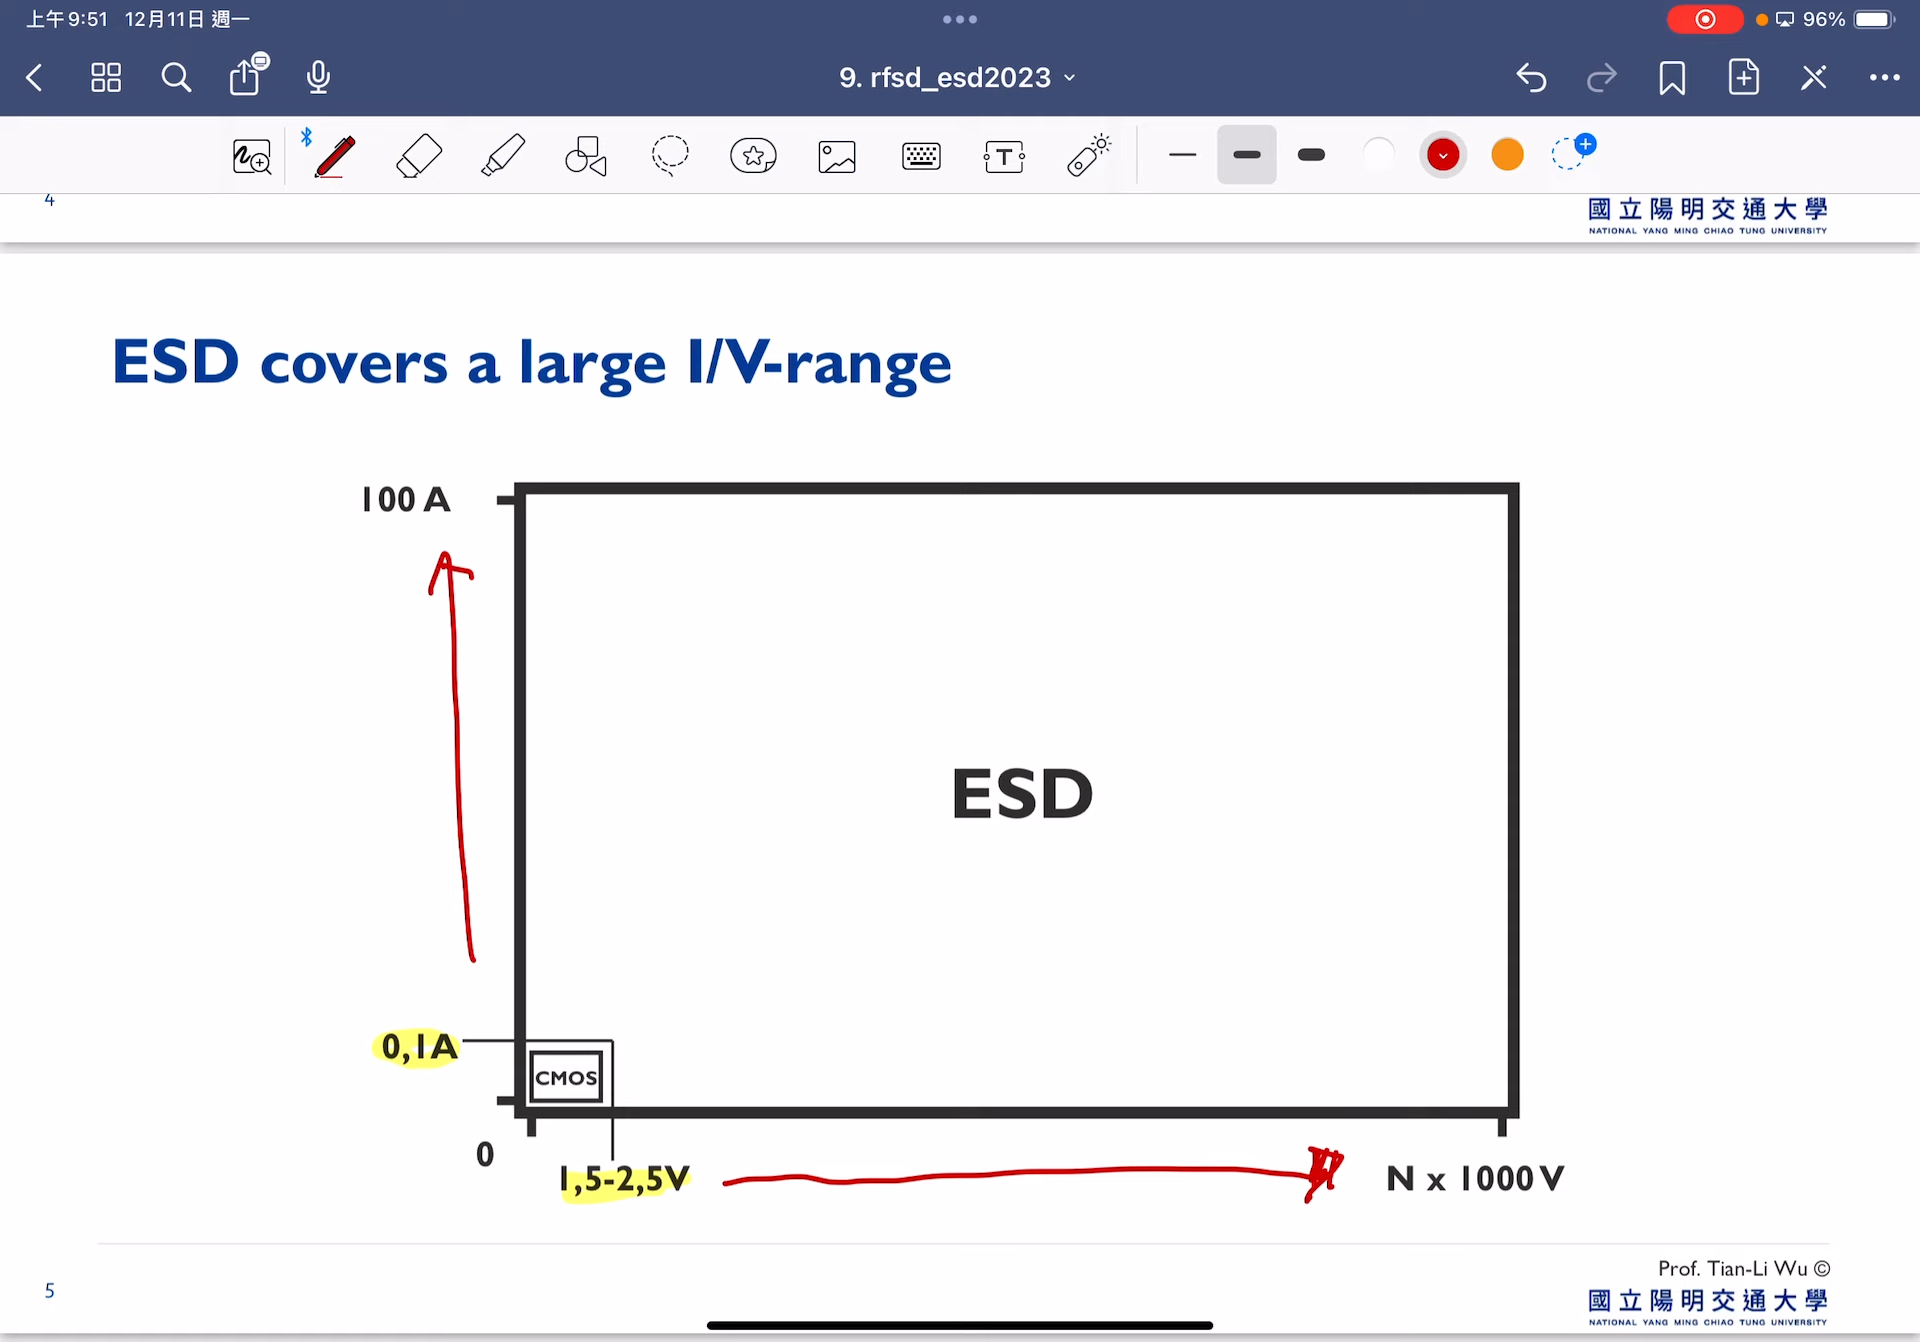 上午9:51 12月11日 週一
96%
9. rfsd_esd2023
T
4
國立陽明交通大學
NATIONAL YANG MING CHIAO TUNG UNIVERSITY
ESD covers a large I/V-range
100 A
ESD
0,1A
CMOS
0
1,5-2,5V
N x 1000 V
Prof. Tian-Li Wu ©
5
國立陽明交通大學
NATIONAL YANG MING CHIAO TUNG UNIVERSITY